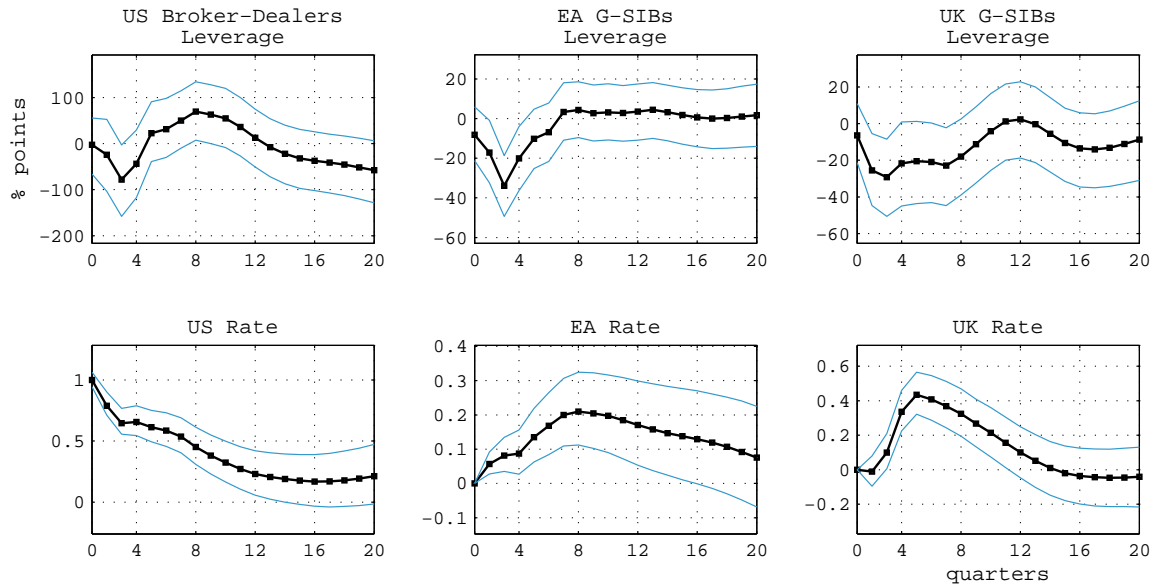 US Broker-Dealers
Leverage
EA G-SIBs
Leverage
UK G-SIBs
Leverage
% points
100
0
−100
−200
0 4 8 12 16 20
20
0
−20
−40
−60
0 4 8 12 16 20
20
0
−20
−40
−60
0 4 8 12 16 20
US Rate
EA Rate
UK Rate
1
0.5
0
0 4 8 12 16 20
0.4
0.3
0.2
0.1
0
−0.1
0 4 8 12 16 20
0.6
0.4
0.2
0
−0.2
0 4 8 12 16 20
quarters